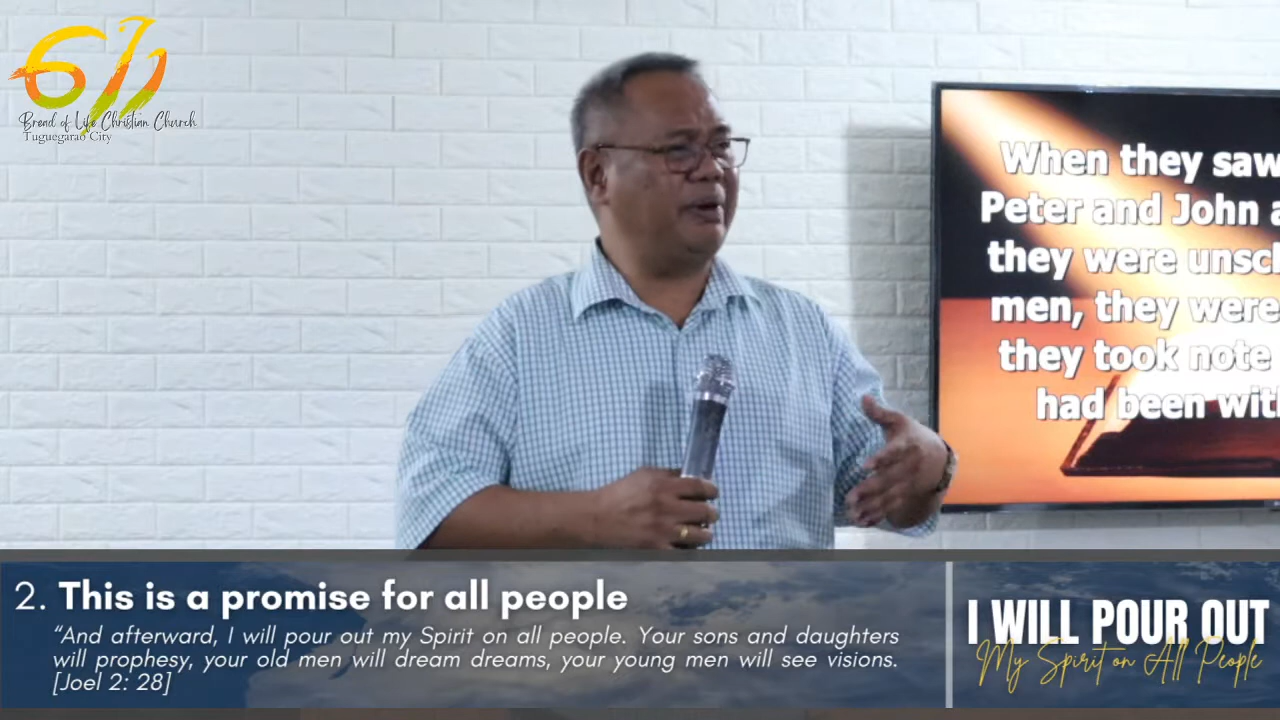 Bread of Life Christian Church
Tuguegarao City
When they saw
Peter and John
they were
men, they were
they took note
had been
2. This is a promise for all people
“And afterward, I will pour out my Spirit on all people. Your sons and daughters
will prophesy, your old men will dream dreams, your young men will see visions.
[Joel 2: 28]
I WILL POUR OUT
My Spirit on All People